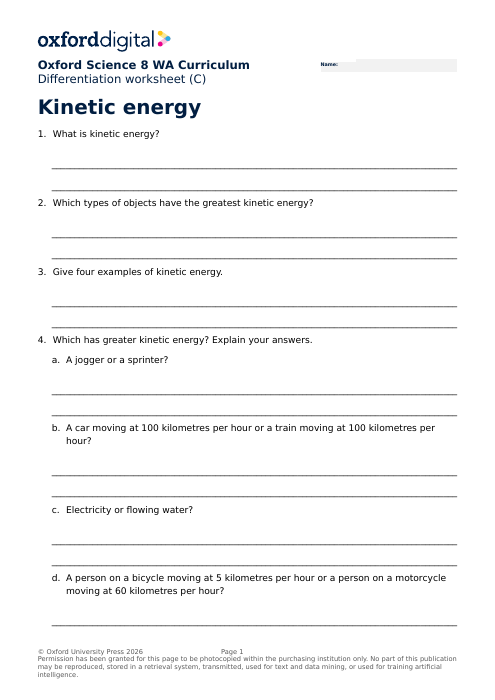 oxforddigital
Oxford Science 8 WA Curriculum
Name:
Differentiation worksheet (C)
Kinetic energy
1. What is kinetic energy?
2. Which types of objects have the greatest kinetic energy?
3. Give four examples of kinetic energy.
4. Which has greater kinetic energy? Explain your answers.
a. A jogger or a sprinter?
b. A car moving at 100 kilometres per hour or a train moving at 100 kilometres per
hour?
c. Electricity or flowing water?
d. A person on a bicycle moving at 5 kilometres per hour or a person on a motorcycle
moving at 60 kilometres per hour?
© Oxford University Press 2026 Page 1
Permission has been granted for this page to be photocopied within the purchasing institution only. No part of this publication
may be reproduced, stored in a retrieval system, transmitted, used for text and data mining, or used for training artificial
intelligence.